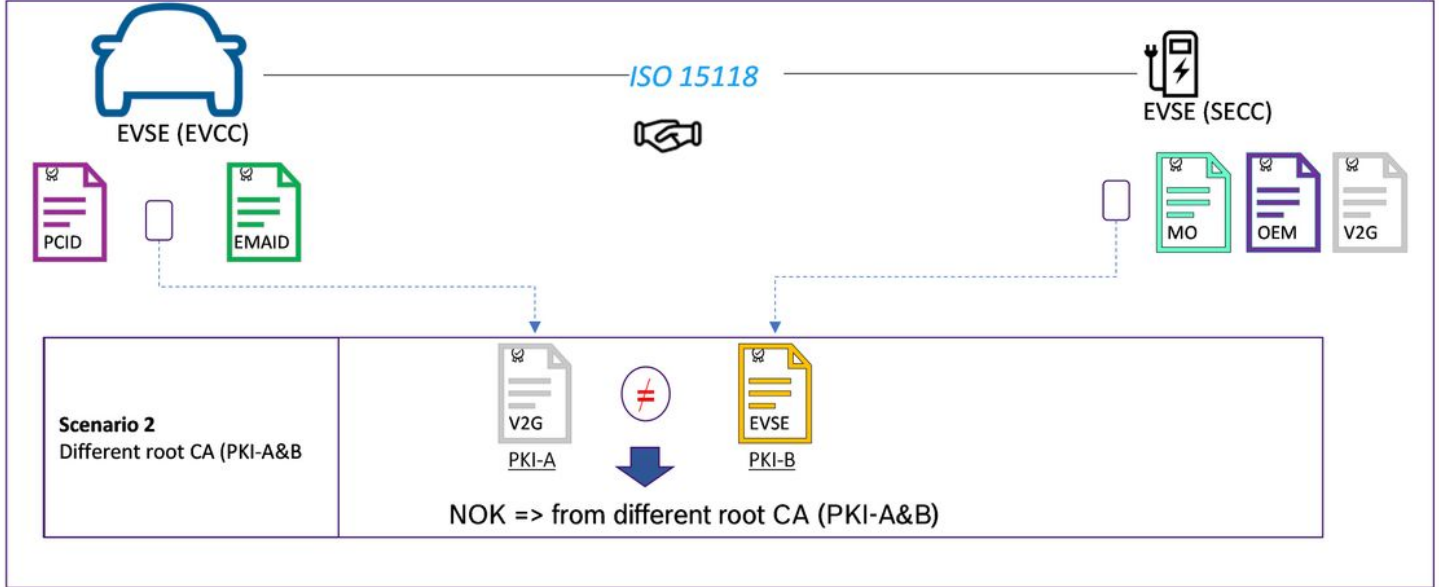 ISO 15118
EVSE (EVCC)
EVSE (SECC)
PCID
EMAID
MO
OEM
V2G
Scenario 2
Different root CA (PKI-A&B
V2G
≠
EVSE
PKI-A
PKI-B
NOK => from different root CA (PKI-A&B)